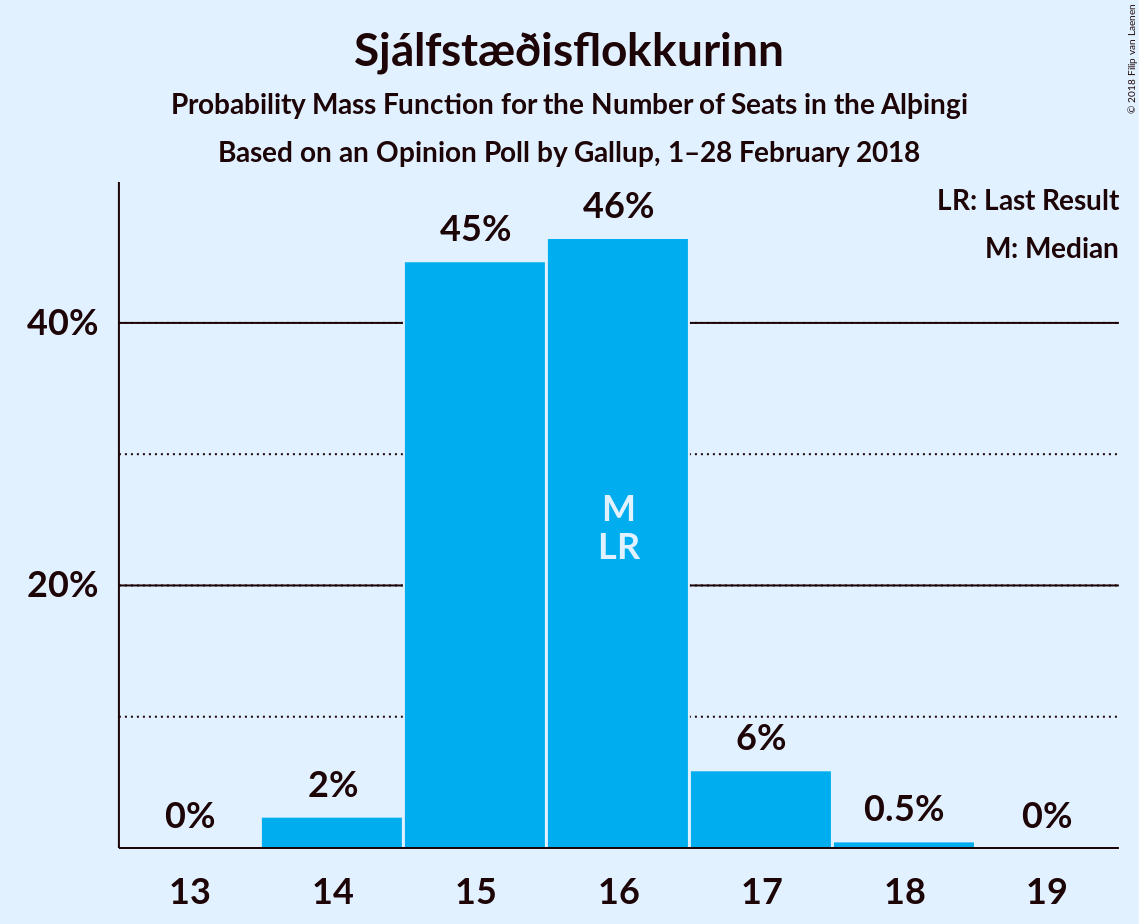 Sjálfstæðisflokkurinn
Probability Mass Function for the Number of Seats in the Alþingi
Based on an Opinion Poll by Gallup, 1–28 February 2018
© 2018 Filip van Laenen
LR: Last Result
M: Median
40%
20%
0%
2%
45%
46%
6%
0.5%
0%
M
LR
13
14
15
16
17
18
19